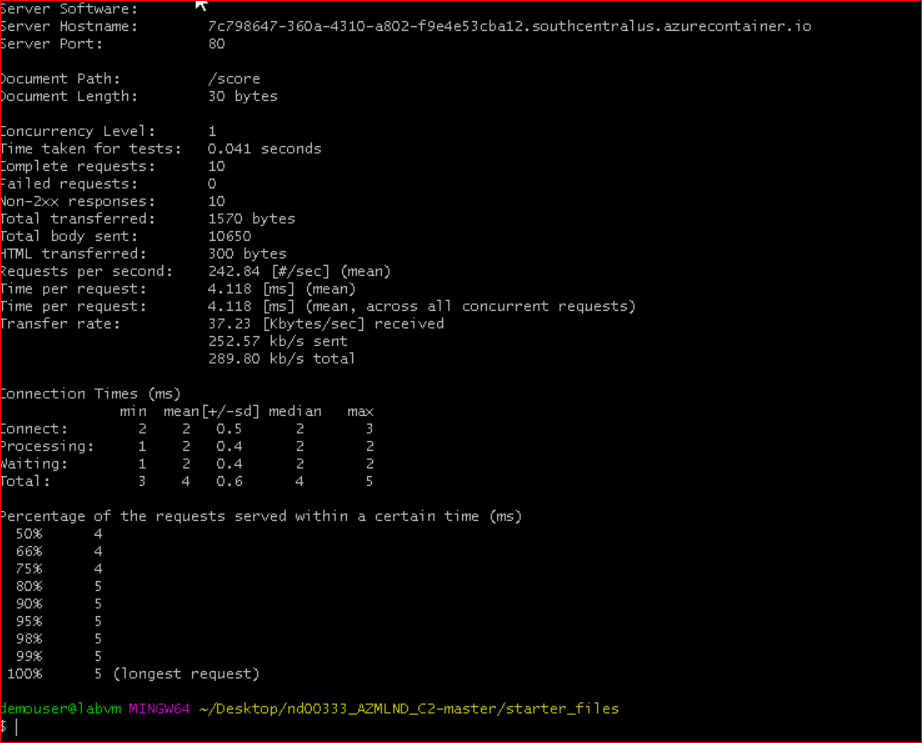 Server Software:
Server Hostname: 7c798647-360a-4310-a802-f9e4e53cba12.southcentralus.azurecontainer.io
Server Port: 80
Document Path: /score
Document Length: 30 bytes
Concurrency Level: 1
Time taken for tests: 0.041 seconds
Complete requests: 10
Failed requests: 0
Non-2xx responses: 10
Total transferred: 1570 bytes
Total body sent: 10650
HTML transferred: 300 bytes
Requests per second: 242.84 [#/sec] (mean)
Time per request: 4.118 [ms] (mean)
Time per request: 4.118 [ms] (mean, across all concurrent requests)
Transfer rate: 37.23 [Kbytes/sec] received
252.57 kb/s sent
289.80 kb/s total
Connection Times (ms)
min mean[+/-sd] median max
Connect: 2 2 0.5 2 3
Processing: 1 2 0.4 2 2
Waiting: 1 2 0.4 2 2
Total: 3 4 0.6 4 5
Percentage of the requests served within a certain time (ms)
50% 4
66% 4
75% 4
80% 5
90% 5
95% 5
98% 5
99% 5
100% 5 (longest request)
demouser@labvm MINGW64 ~/Desktop/nd00333_AZMLND_C2-master/starter_files
$